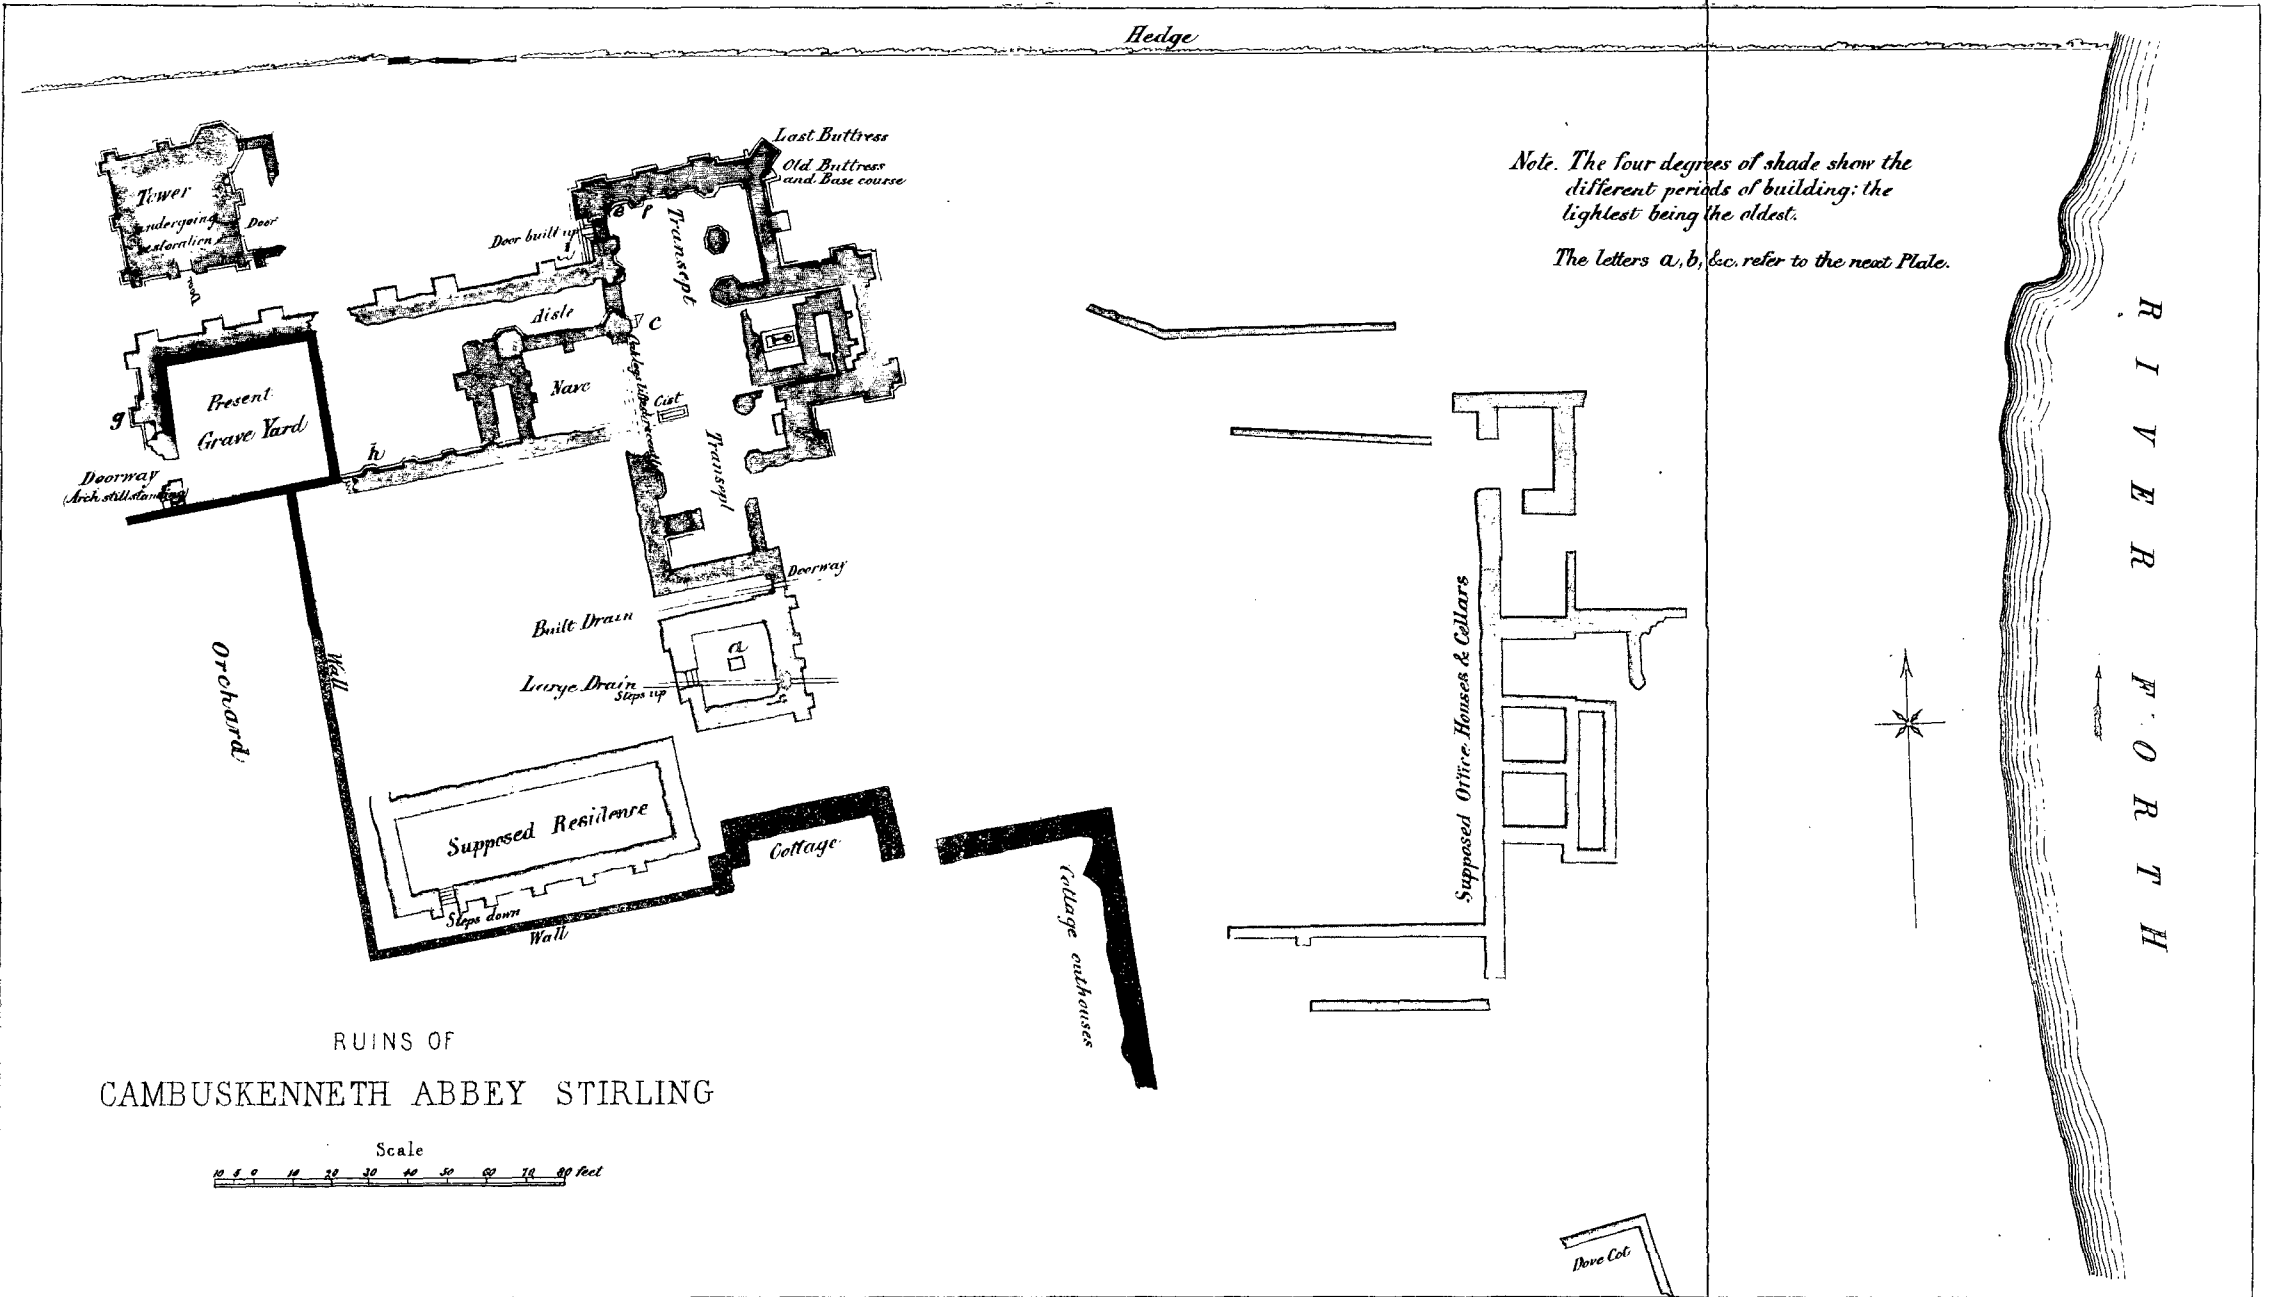 Hedge
Last Buttress
Old Buttress
and Base course
Note. The four degrees of shade show the
different periods of building: the
lightest being the oldest.
The letters a, b, &c. refer to the next Plate.
Tower
undergoing
restoration
Door
Door
Door built up
e f
Transept
Aisle
c
Nave
Cist
Transept
Present
Grave Yard
g
h
Doorway
(Arch still standing)
Doorway
Built Drain
a
Large Drain
Steps up
Orchard
Wall
Supposed Residence
Steps down
Wall
Cottage
Cottage outhouses
Supposed Office Houses & Cellars
RIVER FORTH
RUINS OF
CAMBUSKENNETH ABBEY STIRLING
Scale
10 5 0 10 20 30 40 50 60 70 80 feet
Dove Cot